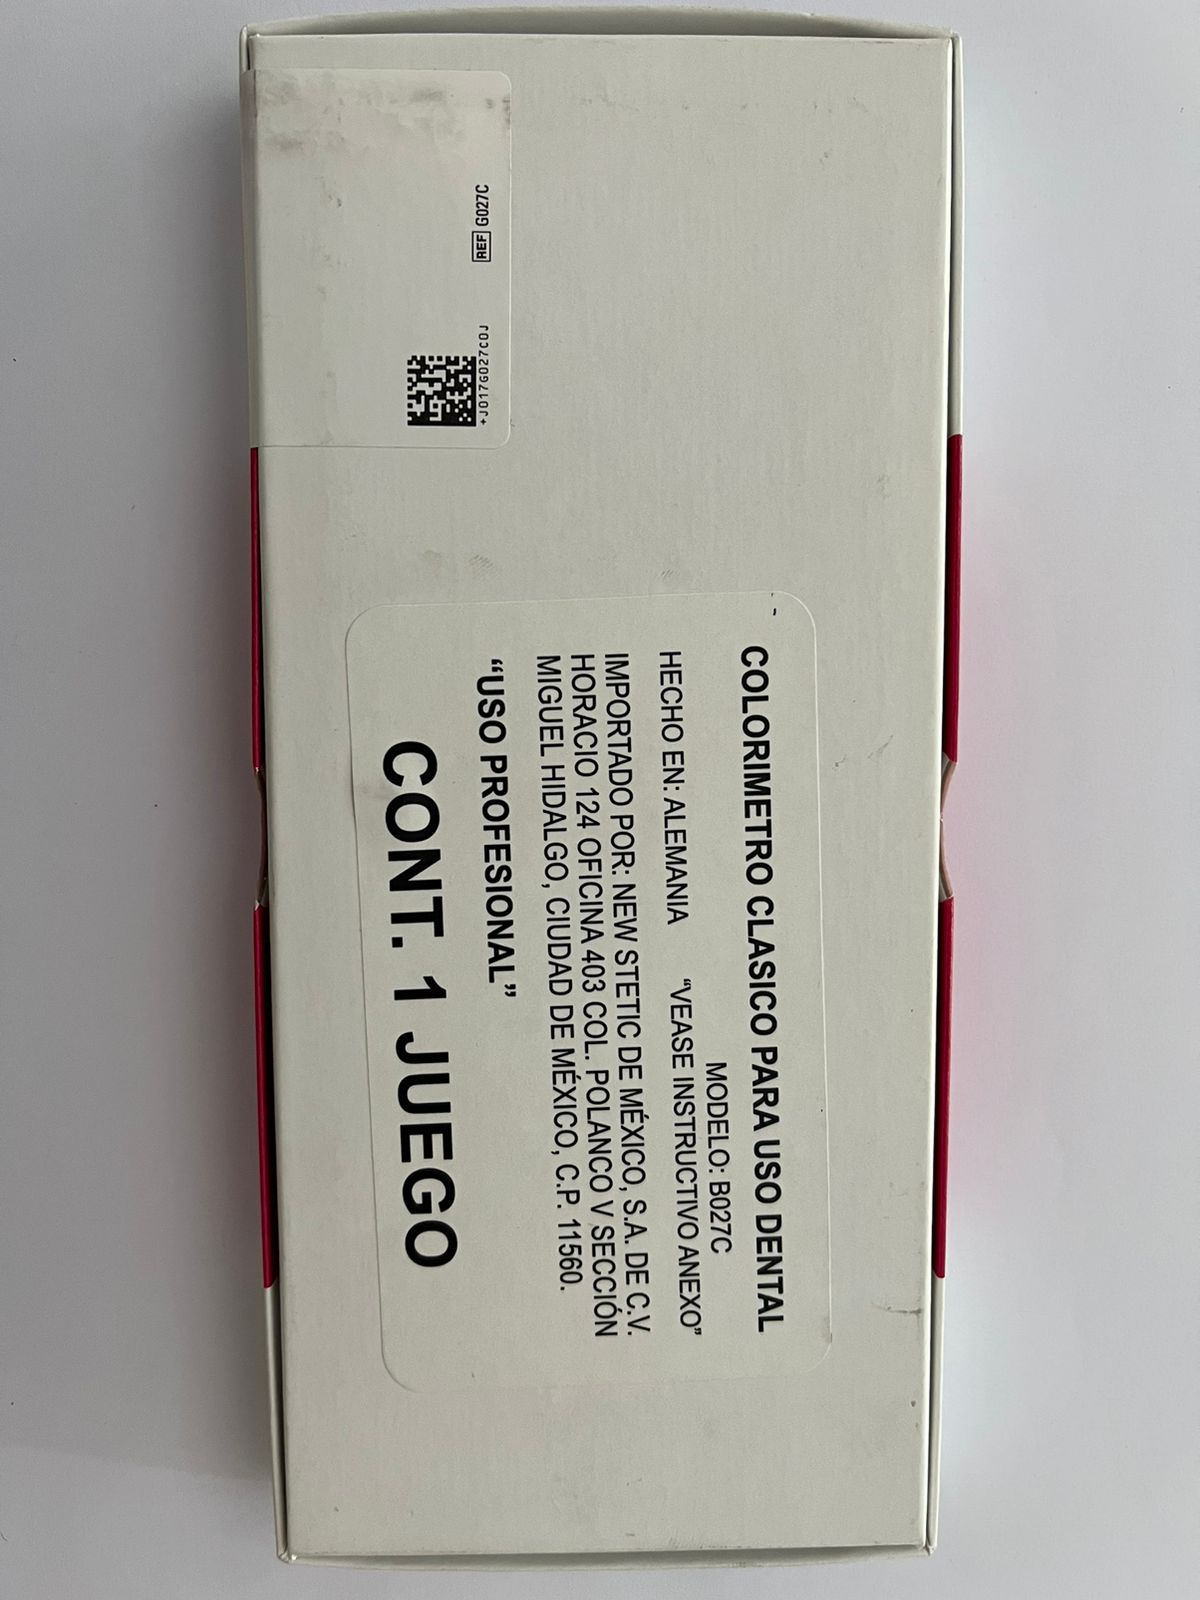 COLORIMETRO CLASICO PARA USO DENTAL
MODELO: B027C
HECHO EN: ALEMANIA “VEASE INSTRUCTIVO ANEXO”
IMPORTADO POR: NEW STETIC DE MÉXICO, S.A. DE C.V.
HORACIO 124 OFICINA 403 COL. POLANCO V SECCIÓN
MIGUEL HIDALGO, CIUDAD DE MÉXICO, C.P. 11560.
“USO PROFESIONAL”
CONT. 1 JUEGO
REF G027C
+J017G027C0J